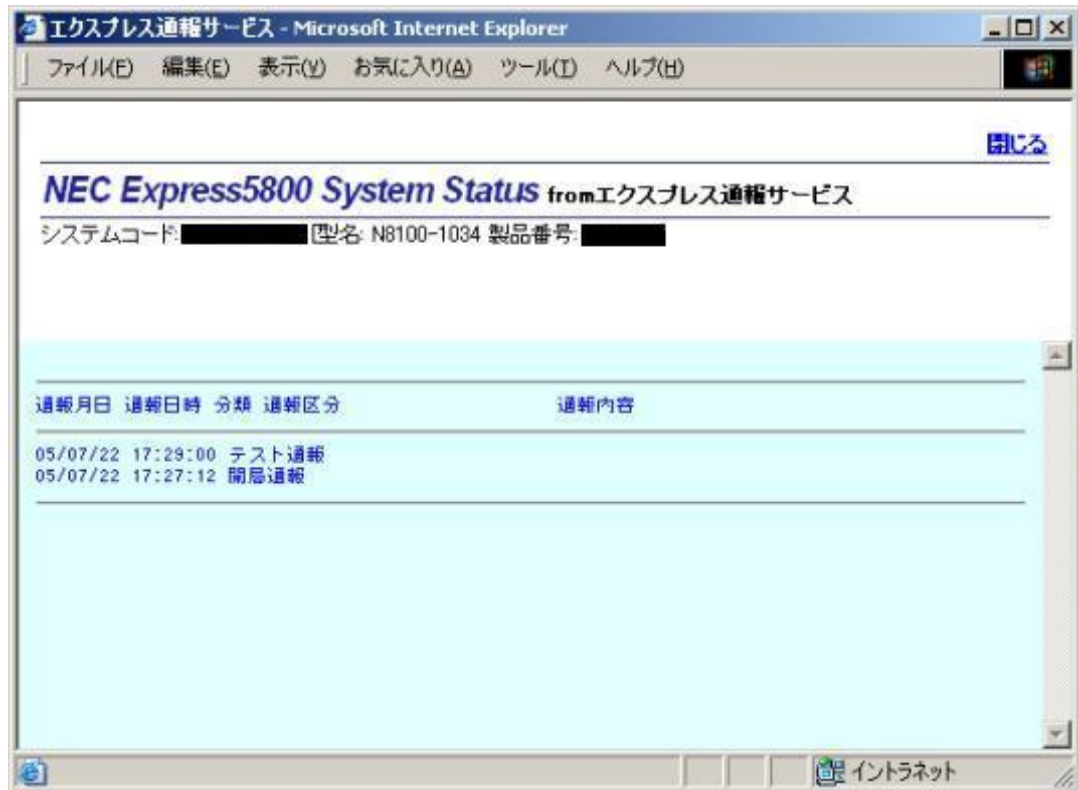 エクスプレス通報サービス - Microsoft Internet Explorer
ファイル(F) 編集(E) 表示(V) お気に入り(A) ツール(T) ヘルプ(H)
閉じる
NEC Express5800 System Status fromエクスプレス通報サービス
システムコード: 型名: N8100-1034 製品番号:
通報月日 通報日時 分類 通報区分 通報内容
05/07/22 17:29:00 テスト通報
05/07/22 17:27:12 開局通報
イントラネット